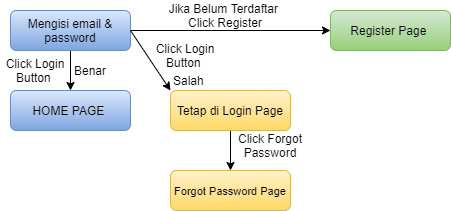 Mengisi email &
password
Jika Belum Terdaftar
Click Register
Register Page
Click Login
Button
Benar
Click Login
Button
Salah
HOME PAGE
Tetap di Login Page
Click Forgot
Password
Forgot Password Page